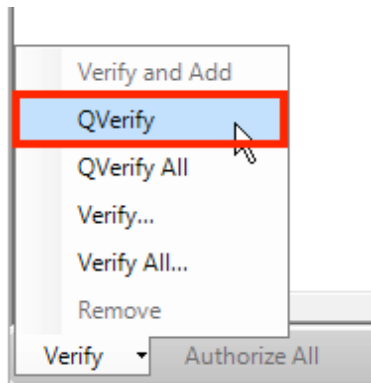 Verify and Add
QVerify
QVerify All
Verify...
Verify All...
Remove
Verify Authorize All